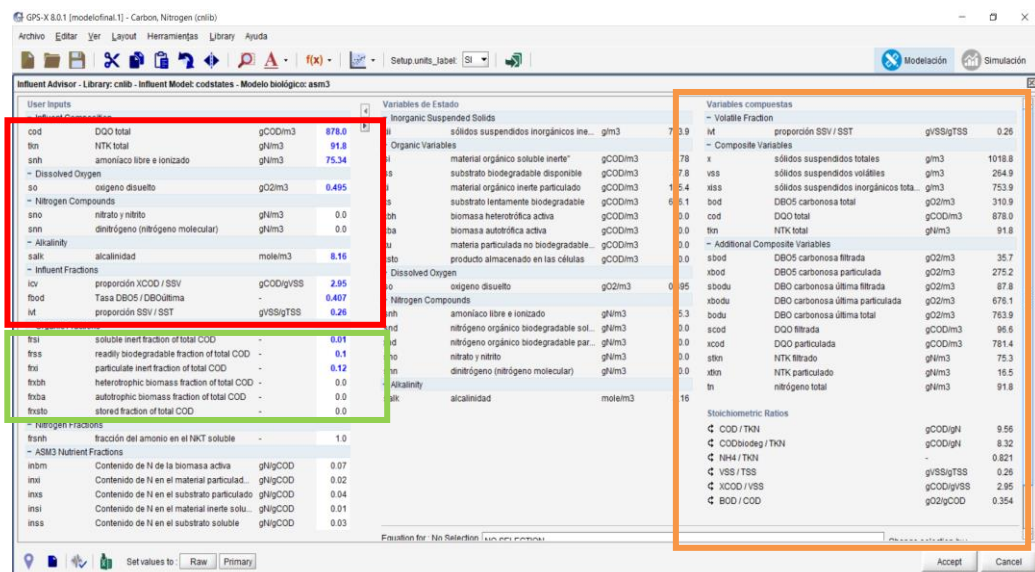 GPS-X 8.0.1 [modelofinal.1] - Carbon, Nitrogen (cnlib)
Archivo Editar Ver Layout Herramientas Library Ayuda
f(x) Setup.units_label: SI Modelación Simulación
Influent Advisor - Library: cnlib - Influent Model: codstates - Modelo biológico: asm3
User Inputs
- Influent Composition
cod DQO total gCOD/m3 878.0
tkn NTK total gN/m3 91.8
snh amoníaco libre e ionizado gN/m3 75.34
- Dissolved Oxygen
so oxigeno disuelto gO2/m3 0.495
- Nitrogen Compounds
sno nitrato y nitrito gN/m3 0.0
snn dinitrógeno (nitrógeno molecular) gN/m3 0.0
- Alkalinity
salk alcalinidad mole/m3 8.16
- Influent Fractions
icv proporción XCOD / SSV gCOD/gVSS 2.95
fbod Tasa DBO5 / DBOúltima - 0.407
ivt proporción SSV / SST gVSS/gTSS 0.26
frsi soluble inert fraction of total COD - 0.01
frss readily biodegradable fraction of total COD - 0.1
frxi particulate inert fraction of total COD - 0.12
frxbh heterotrophic biomass fraction of total COD - 0.0
frxba autotrophic biomass fraction of total COD - 0.0
frxsto stored fraction of total COD - 0.0
- Nitrogen Fractions
frsnh fracción del amonio en el NKT soluble - 1.0
- ASM3 Nutrient Fractions
inbm Contenido de N de la biomasa activa gN/gCOD 0.07
inxi Contenido de N en el material particulad... gN/gCOD 0.02
inxs Contenido de N en el substrato particulado gN/gCOD 0.04
insi Contenido de N en el material inerte solu... gN/gCOD 0.01
inss Contenido de N en el substrato soluble gN/gCOD 0.03
Variables de Estado
- Inorganic Suspended Solids
sólidos suspendidos inorgánicos ine... g/m3
- Organic Variables
material orgánico soluble inerte" gCOD/m3
substrato biodegradable disponible gCOD/m3
material orgánico inerte particulado gCOD/m3
substrato lentamente biodegradable gCOD/m3
biomasa heterotrófica activa gCOD/m3
biomasa autotrófica activa gCOD/m3
materia particulada no biodegradable... gCOD/m3
producto almacenado en las células gCOD/m3
Dissolved Oxygen
oxigeno disuelto gO2/m3
- Nitrogen Compounds
amoníaco libre e ionizado gN/m3
nitrógeno orgánico biodegradable sol... gN/m3
nitrógeno orgánico biodegradable par... gN/m3
nitrato y nitrito gN/m3
dinitrógeno (nitrógeno molecular) gN/m3
- Alkalinity
alcalinidad mole/m3
Variables compuestas
- Volatile Fraction
ivt proporción SSV / SST gVSS/gTSS 0.26
- Composite Variables
x sólidos suspendidos totales g/m3 1018.8
vss sólidos suspendidos volátiles g/m3 264.9
xiss sólidos suspendidos inorgánicos tota... g/m3 753.9
bod DBO5 carbonosa total gO2/m3 310.9
cod DQO total gCOD/m3 878.0
tkn NTK total gN/m3 91.8
- Additional Composite Variables
sbod DBO5 carbonosa filtrada gO2/m3 35.7
xbod DBO5 carbonosa particulada gO2/m3 275.2
sbodu DBO carbonosa última filtrada gO2/m3 87.8
xbodu DBO carbonosa última particulada gO2/m3 676.1
bodu DBO carbonosa última total gO2/m3 763.9
scod DQO filtrada gCOD/m3 96.6
xcod DQO particulada gCOD/m3 781.4
stkn NTK filtrado gN/m3 75.3
xtkn NTK particulado gN/m3 16.5
tn nitrógeno total gN/m3 91.8
Stoichiometric Ratios
COD / TKN gCOD/gN 9.56
CODbiodeg / TKN gCOD/gN 8.32
NH4 / TKN - 0.821
VSS / TSS gVSS/gTSS 0.26
XCOD / VSS gCOD/gVSS 2.95
BOD / COD gO2/gCOD 0.354
Equation for : No Selection
Set values to : Raw Primary Accept Cancel